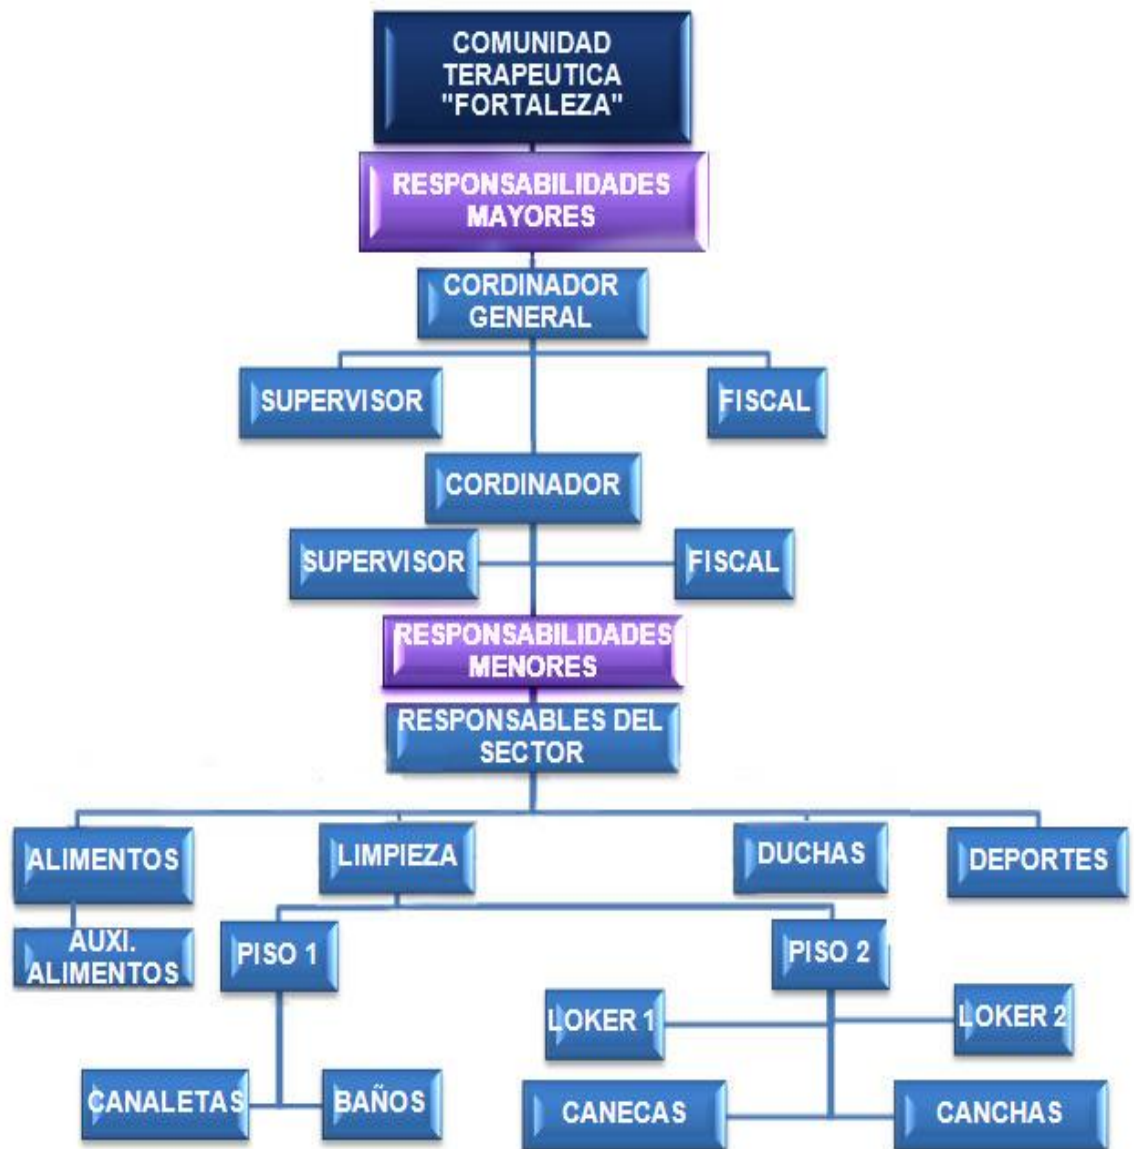 COMUNIDAD
TERAPEUTICA
"FORTALEZA"
RESPONSABILIDADES
MAYORES
CORDINADOR
GENERAL
SUPERVISOR
FISCAL
CORDINADOR
SUPERVISOR
FISCAL
RESPONSABILIDADES
MENORES
RESPONSABLES DEL
SECTOR
ALIMENTOS
LIMPIEZA
DUCHAS
DEPORTES
AUXI.
ALIMENTOS
PISO 1
PISO 2
LOKER 1
LOKER 2
CANALETAS
BAÑOS
CANECAS
CANCHAS